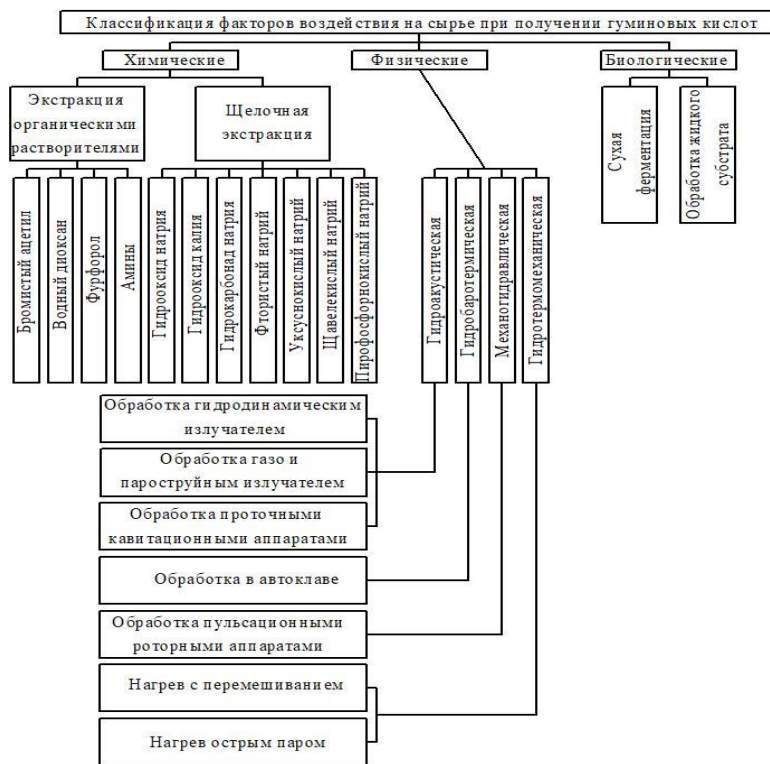 Классификация факторов воздействия на сырье при получении гуминовых кислот
Химические
Физические
Биологические
Экстракция
органическими
растворителями
Щелочная
экстракция
Сухая
ферментация
Обработка жидкого
субстрата
Бромистый ацетил
Водный диоксан
Фурфорол
Амины
Гидрооксид натрия
Гидрооксид калия
Гидрокарбонад натрия
Фтористый натрий
Уксуснокислый натрий
Щавелекислый натрий
Пирофосфорнокислый натрий
Гидроакустическая
Гидробаротермическая
Механогидравлическая
Гидротермомеханическая
Обработка гидродинамическим
излучателем
Обработка газо и
пароструйным излучателем
Обработка проточными
кавитационными аппаратами
Обработка в автоклаве
Обработка пульсационными
роторными аппаратами
Нагрев с перемешиванием
Нагрев острым паром